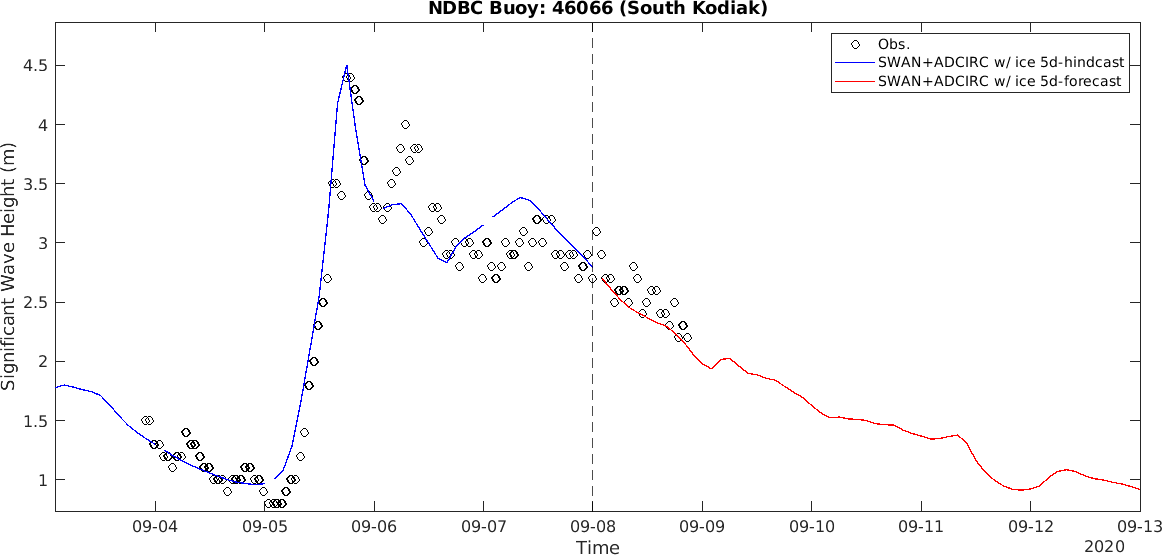 NDBC Buoy: 46066 (South Kodiak)
Obs.
SWAN+ADCIRC w/ ice 5d-hindcast
SWAN+ADCIRC w/ ice 5d-forecast
Significant Wave Height (m)
4.5
4
3.5
3
2.5
2
1.5
1
09-04 09-05 09-06 09-07 09-08 09-09 09-10 09-11 09-12 09-13
Time
2020